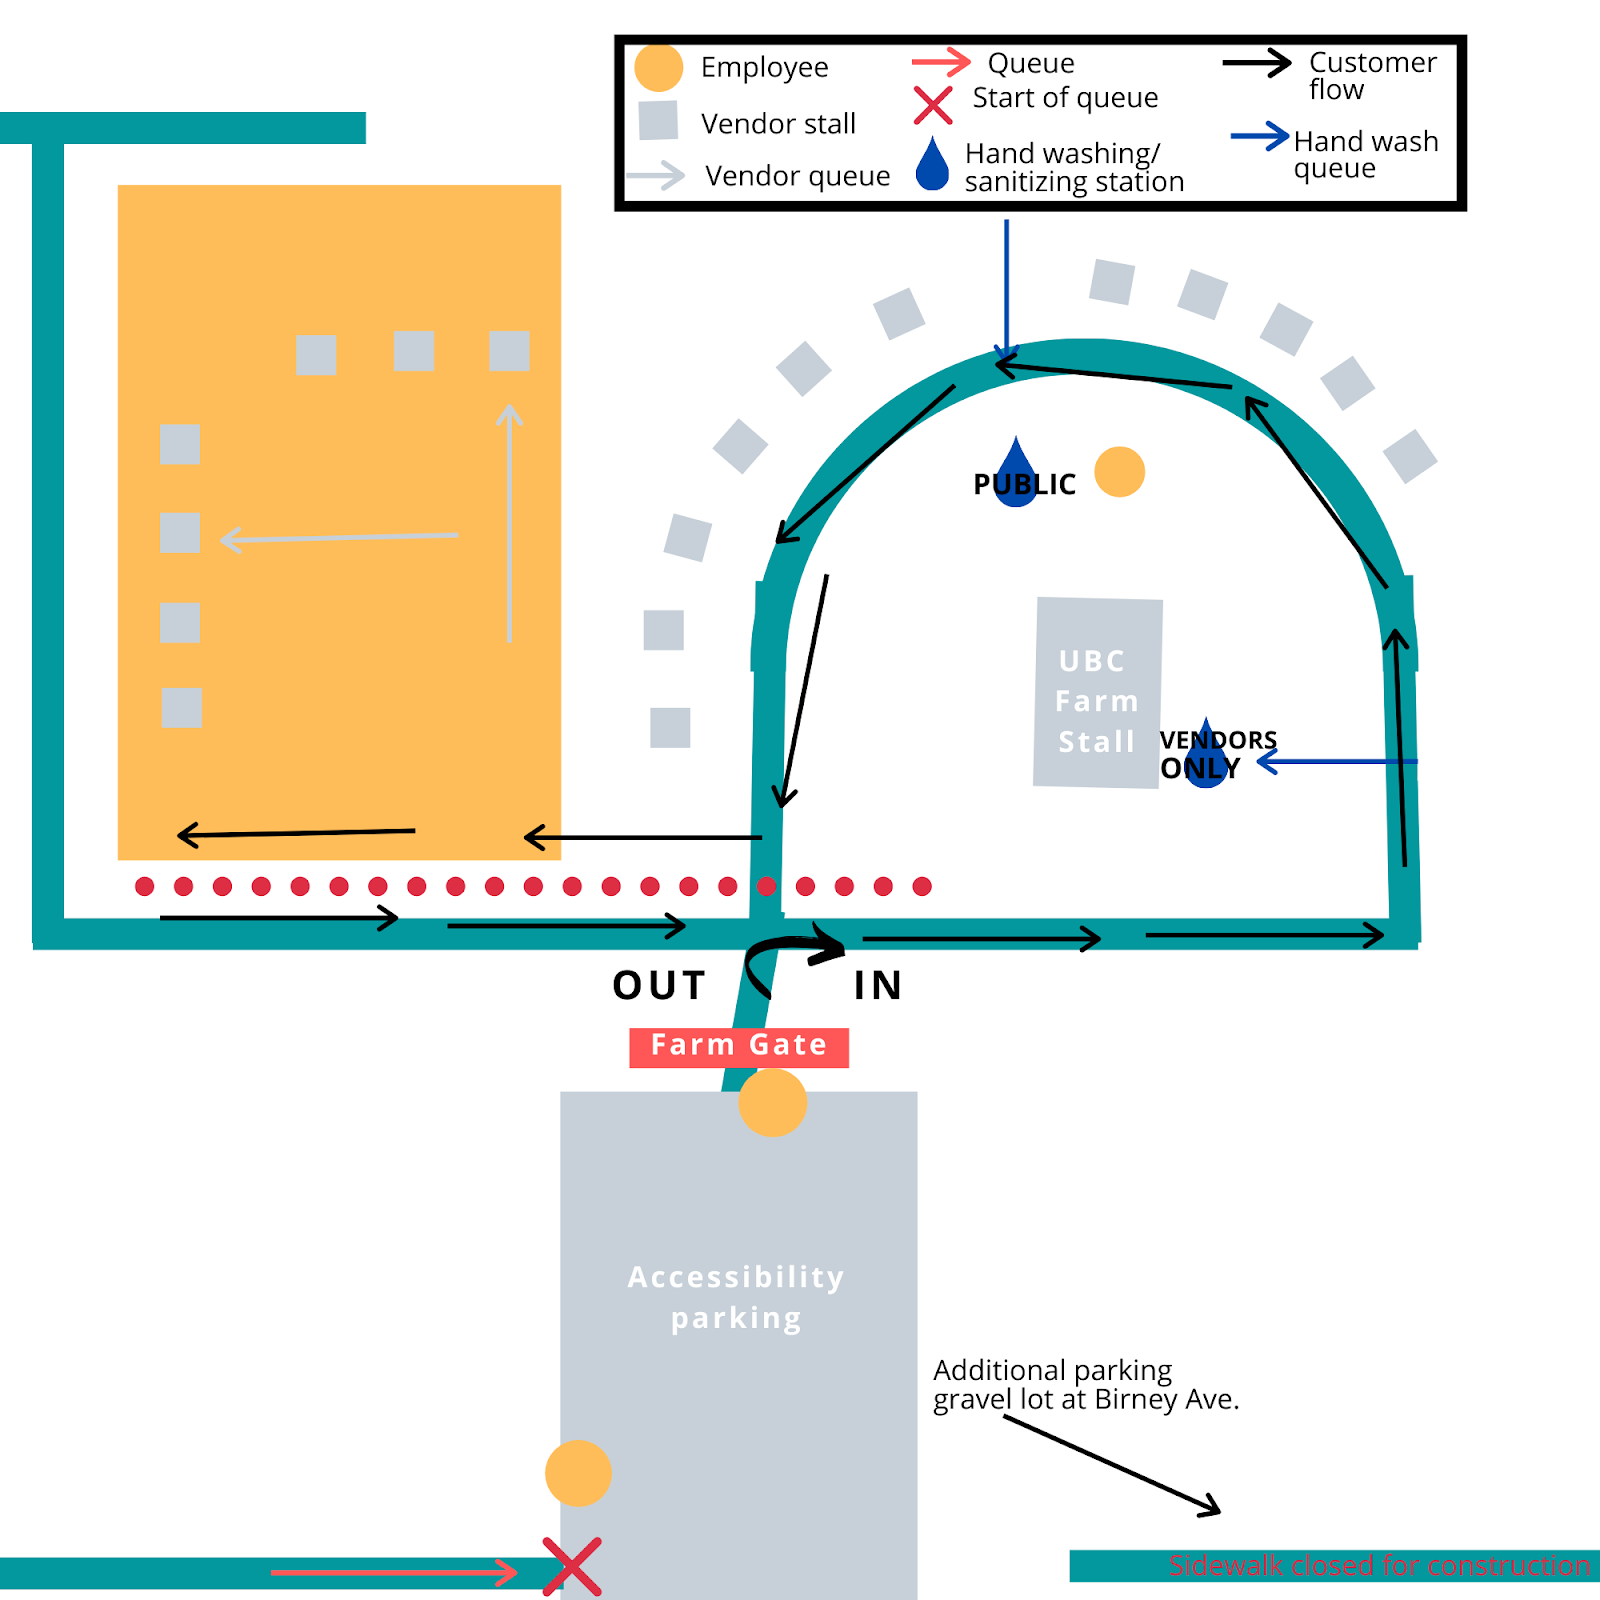 Employee
Vendor stall
Vendor queue
Queue
Start of queue
Hand washing/
sanitizing station
Customer
flow
Hand wash
queue
PUBLIC
UBC
Farm
Stall
VENDORS
ONLY
OUT
IN
Farm Gate
Accessibility
parking
Additional parking
gravel lot at Birney Ave.
Sidewalk closed for construction